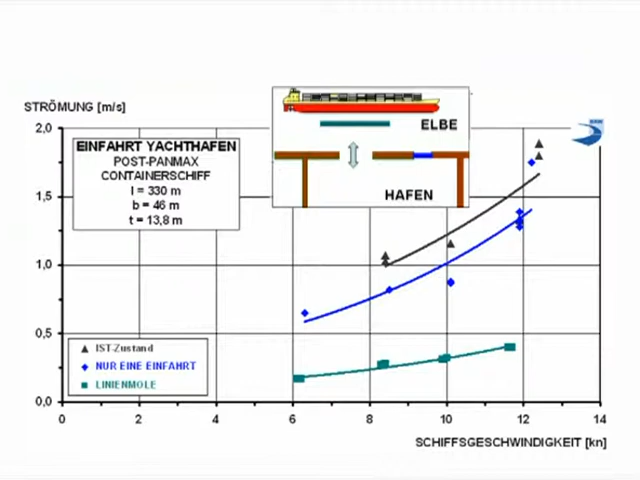 STRÖMUNG [m/s]
2,0
1,5
1,0
0,5
0,0
EINFAHRT YACHTHAFEN
POST-PANMAX
CONTAINERSCHIFF
l = 330 m
b = 46 m
t = 13,8 m
ELBE
HAFEN
IST-Zustand
NUR EINE EINFAHRT
LINIENMOLE
0 2 4 6 8 10 12 14
SCHIFFSGESCHWINDIGKEIT [kn]